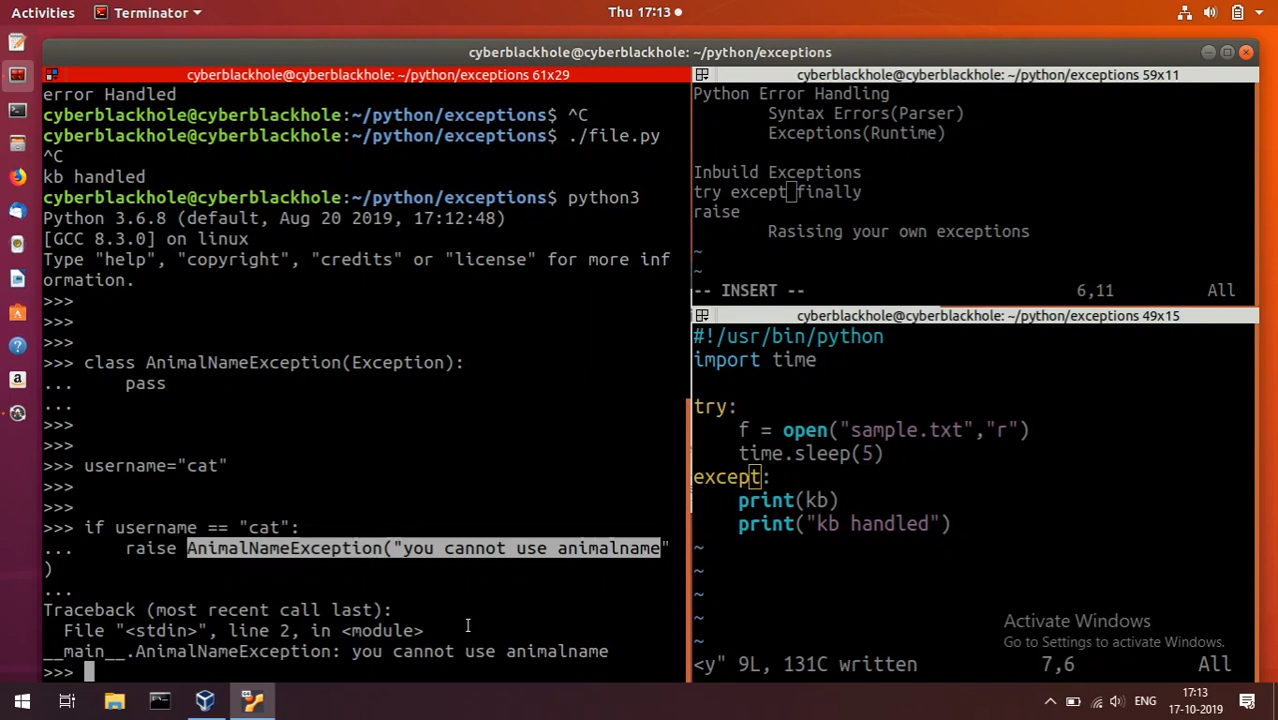 Activities
Terminator
Thu 17:13
cyberblackhole@cyberblackhole: ~/python/exceptions
cyberblackhole@cyberblackhole: ~/python/exceptions 61x29
error Handled
cyberblackhole@cyberblackhole:~/python/exceptions$ ^C
cyberblackhole@cyberblackhole:~/python/exceptions$ ./file.py
^C
kb handled
cyberblackhole@cyberblackhole:~/python/exceptions$ python3
Python 3.6.8 (default, Aug 20 2019, 17:12:48)
[GCC 8.3.0] on linux
Type "help", "copyright", "credits" or "license" for more inf
ormation.
>>>
>>>
>>>
>>> class AnimalNameException(Exception):
...     pass
...
>>>
>>>
>>> username="cat"
>>>
>>>
>>> if username == "cat":
...     raise AnimalNameException("you cannot use animalname"
)
...
Traceback (most recent call last):
  File "<stdin>", line 2, in <module>
__main__.AnimalNameException: you cannot use animalname
>>>
cyberblackhole@cyberblackhole: ~/python/exceptions 59x11
Python Error Handling
Syntax Errors(Parser)
Exceptions(Runtime)
Inbuild Exceptions
try except finally
raise
Rasising your own exceptions
~
~
-- INSERT --    6,11    All
cyberblackhole@cyberblackhole: ~/python/exceptions 49x15
#!/usr/bin/python
import time
try:
    f = open("sample.txt","r")
    time.sleep(5)
except:
    print(kb)
    print("kb handled")
~
~
~
~
~
<y" 9L, 131C written    7,6    All
Activate Windows
Go to Settings to activate Windows.
ENG
17:13
17-10-2019